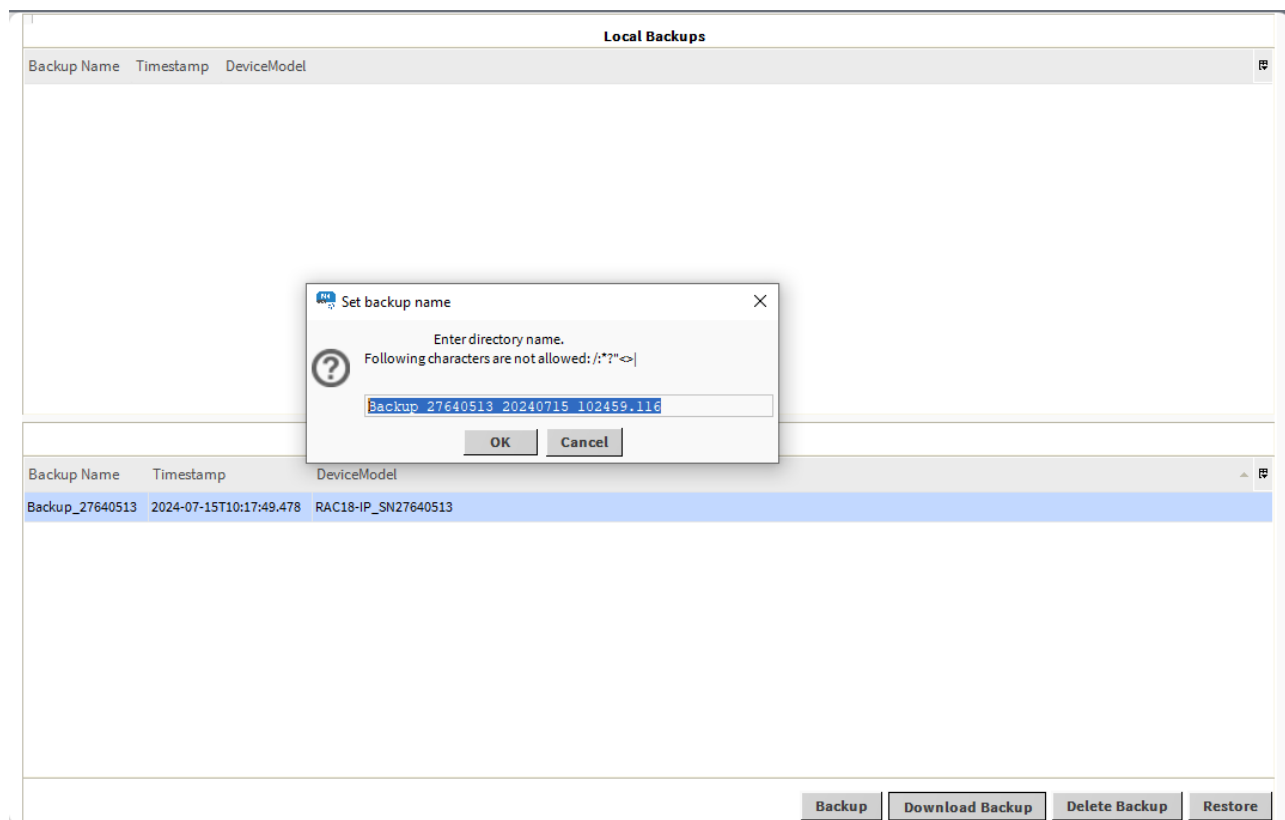 Local Backups
Backup Name Timestamp DeviceModel
Set backup name
Enter directory name.
Following characters are not allowed: /:*?"<>|
Backup_27640513_20240715_102459.116
OK Cancel
Backup Name Timestamp DeviceModel
Backup_27640513 2024-07-15T10:17:49.478 RAC18-IP_SN27640513
Backup Download Backup Delete Backup Restore